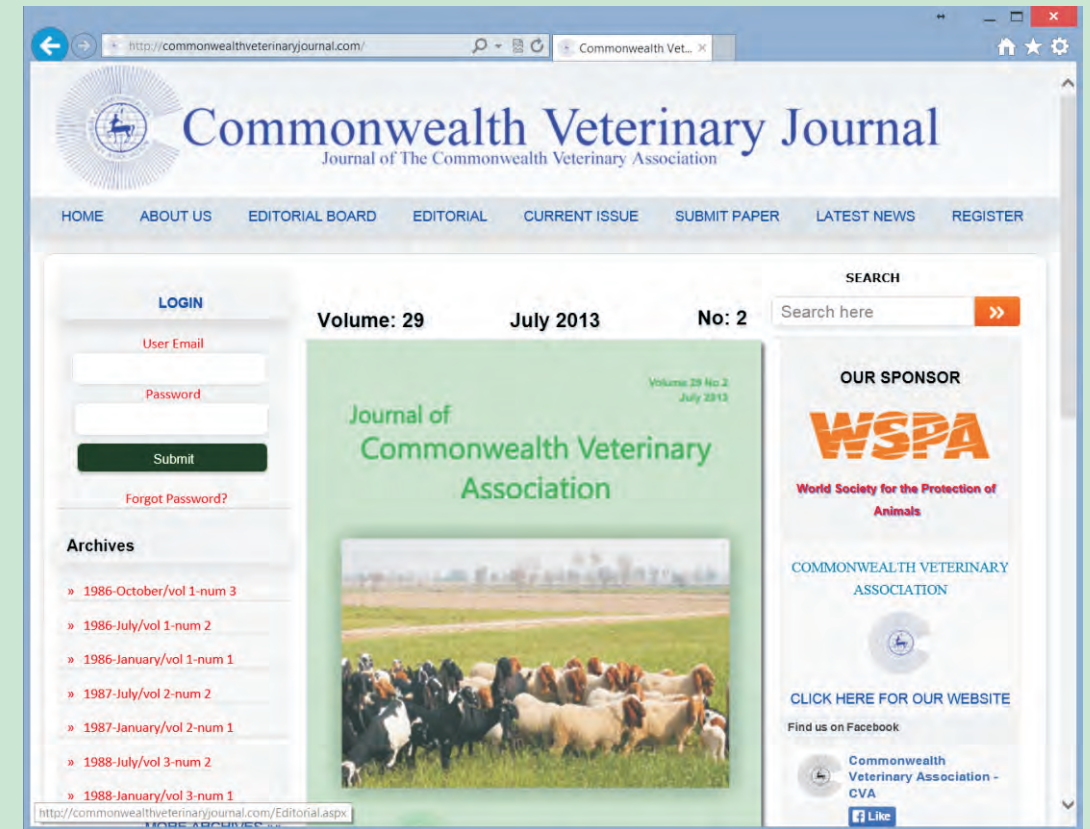 http://commonwealthveterinaryjournal.com/
Commonwealth Vet...
Commonwealth Veterinary Journal
Journal of The Commonwealth Veterinary Association
HOME ABOUT US EDITORIAL BOARD EDITORIAL CURRENT ISSUE SUBMIT PAPER LATEST NEWS REGISTER
LOGIN
User Email
Password
Submit
Forgot Password?
Archives
» 1986-October/vol 1-num 3
» 1986-July/vol 1-num 2
» 1986-January/vol 1-num 1
» 1987-July/vol 2-num 2
» 1987-January/vol 2-num 1
» 1988-July/vol 3-num 2
» 1988-January/vol 3-num 1
MORE ARCHIVES
http://commonwealthveterinaryjournal.com/Editorial.aspx
Volume: 29 July 2013 No: 2
Volume 29 No 2
July 2013
Journal of
Commonwealth Veterinary
Association
SEARCH
Search here
OUR SPONSOR
WSPA
World Society for the Protection of
Animals
COMMONWEALTH VETERINARY
ASSOCIATION
CLICK HERE FOR OUR WEBSITE
Find us on Facebook
Commonwealth
Veterinary Association -
CVA
Like